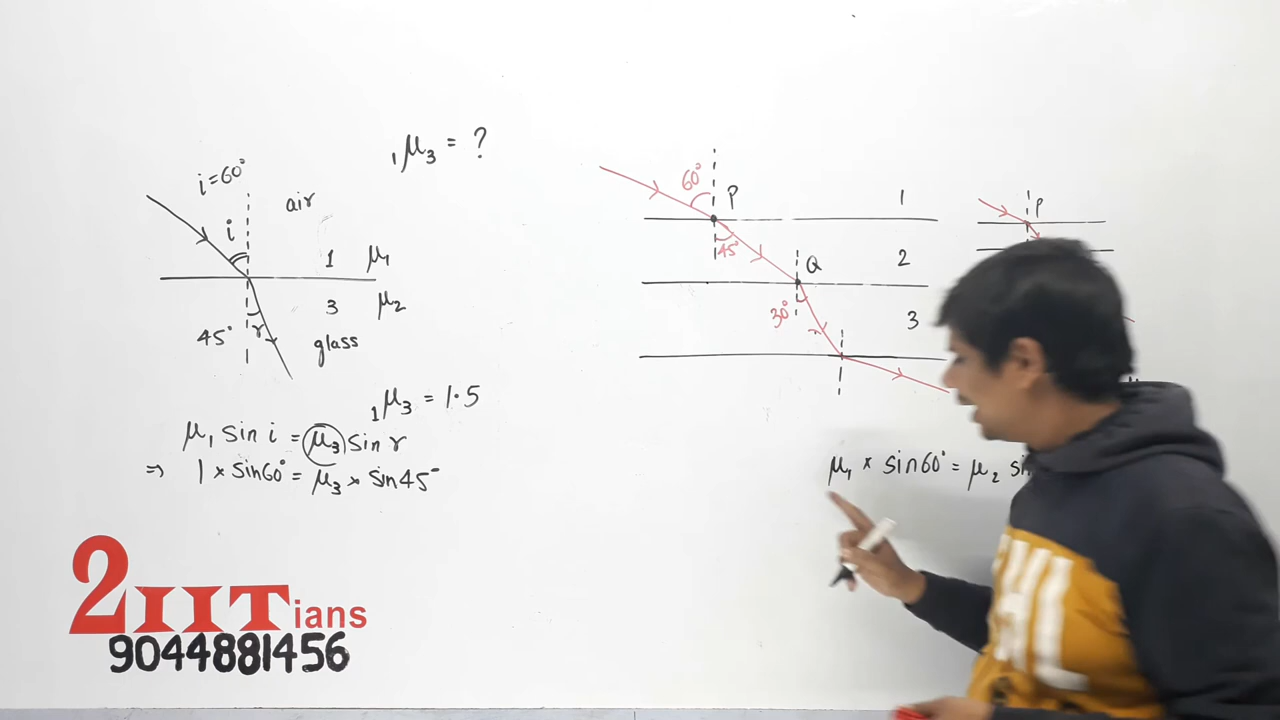 ₁μ₃ = ?
i=60°
i
air
1 μ₁
3 μ₂
45° r
glass
₁μ₃ = 1.5
μ₁ sin i = μ₃ sin r
⇒ 1 × sin60° = μ₃ × sin45°
60°
P
1
45°
Q
2
30°
r
3
P
μ₁ × sin60° = μ₂
2IITians
9044881456